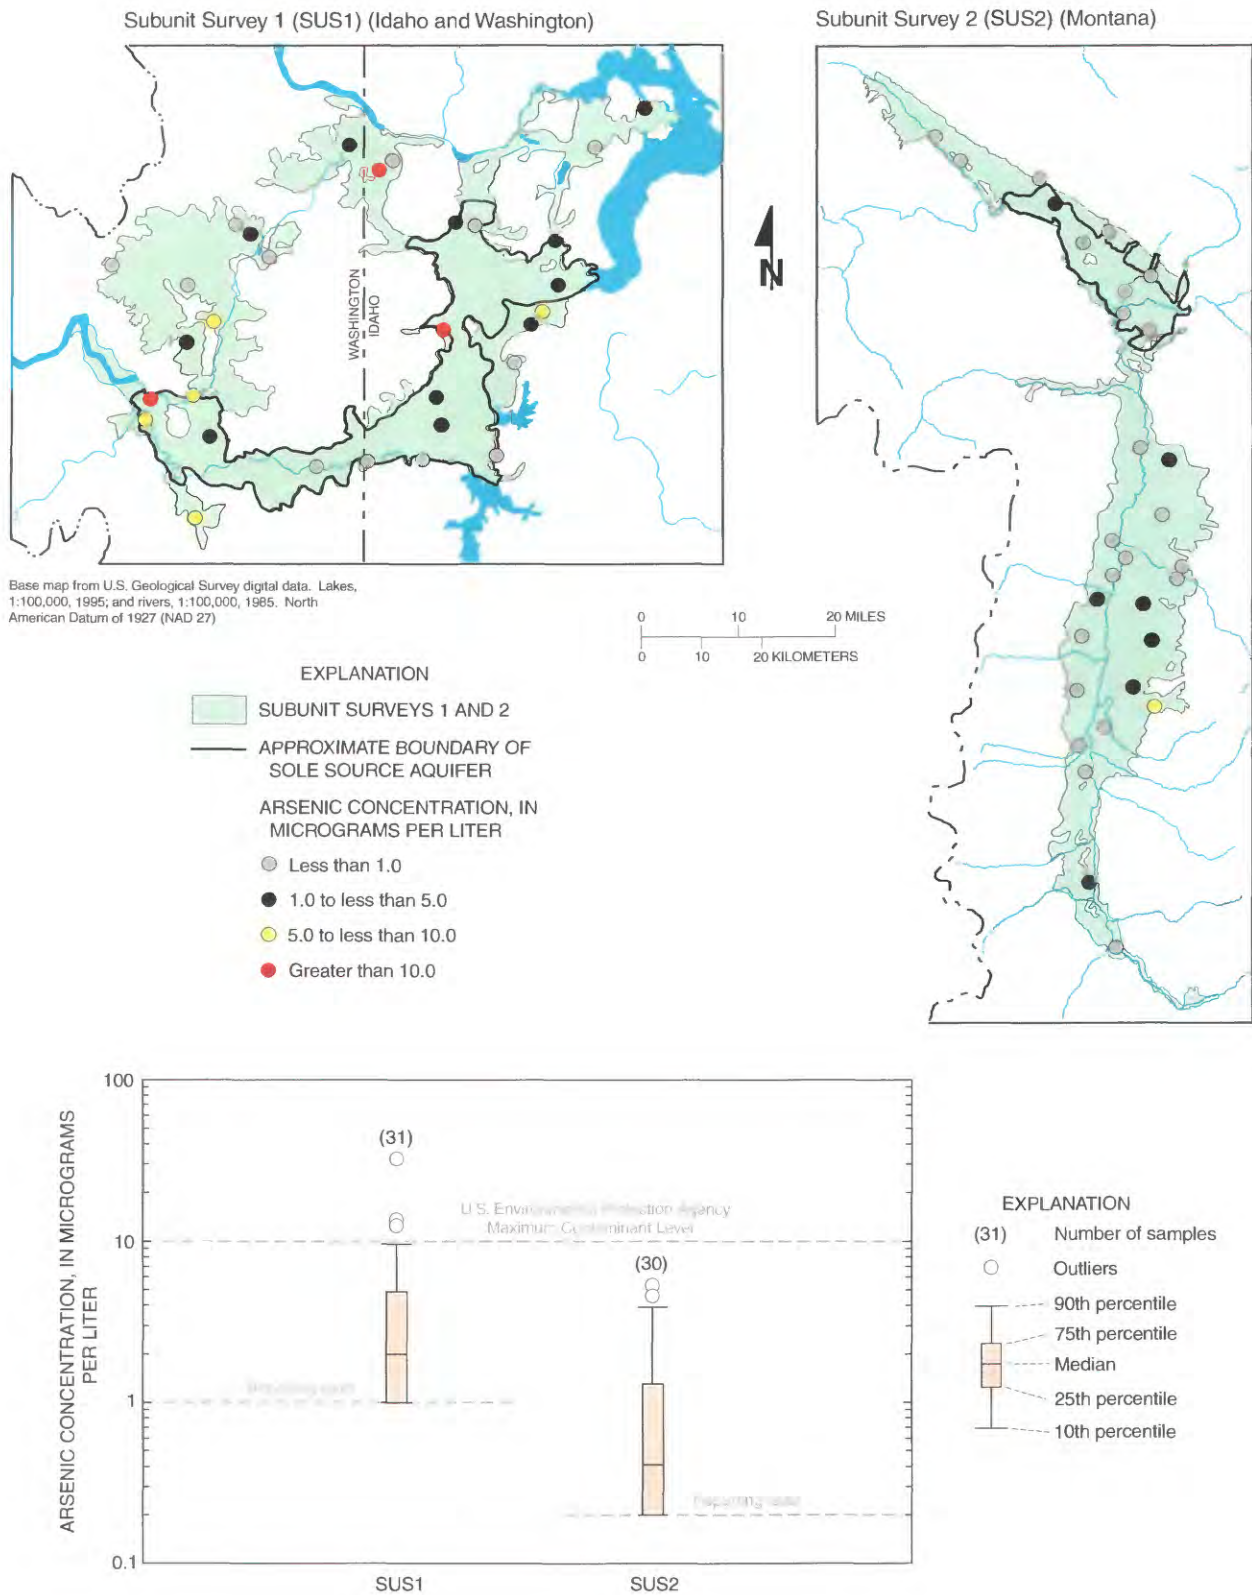 Subunit Survey 1 (SUS1) (Idaho and Washington)
Subunit Survey 2 (SUS2) (Montana)
WASHINGTON
IDAHO
N
Base map from U.S. Geological Survey digital data. Lakes,
1:100,000, 1995; and rivers, 1:100,000, 1985. North
American Datum of 1927 (NAD 27)
0 10 20 MILES
0 10 20 KILOMETERS
EXPLANATION
SUBUNIT SURVEYS 1 AND 2
APPROXIMATE BOUNDARY OF
SOLE SOURCE AQUIFER
ARSENIC CONCENTRATION, IN
MICROGRAMS PER LITER
Less than 1.0
1.0 to less than 5.0
5.0 to less than 10.0
Greater than 10.0
ARSENIC CONCENTRATION, IN MICROGRAMS
PER LITER
100
10
1
0.1
(31)
U.S. Environmental Protection Agency
Maximum Contaminant Level
(30)
SUS1
SUS2
EXPLANATION
(31) Number of samples
Outliers
90th percentile
75th percentile
Median
25th percentile
10th percentile